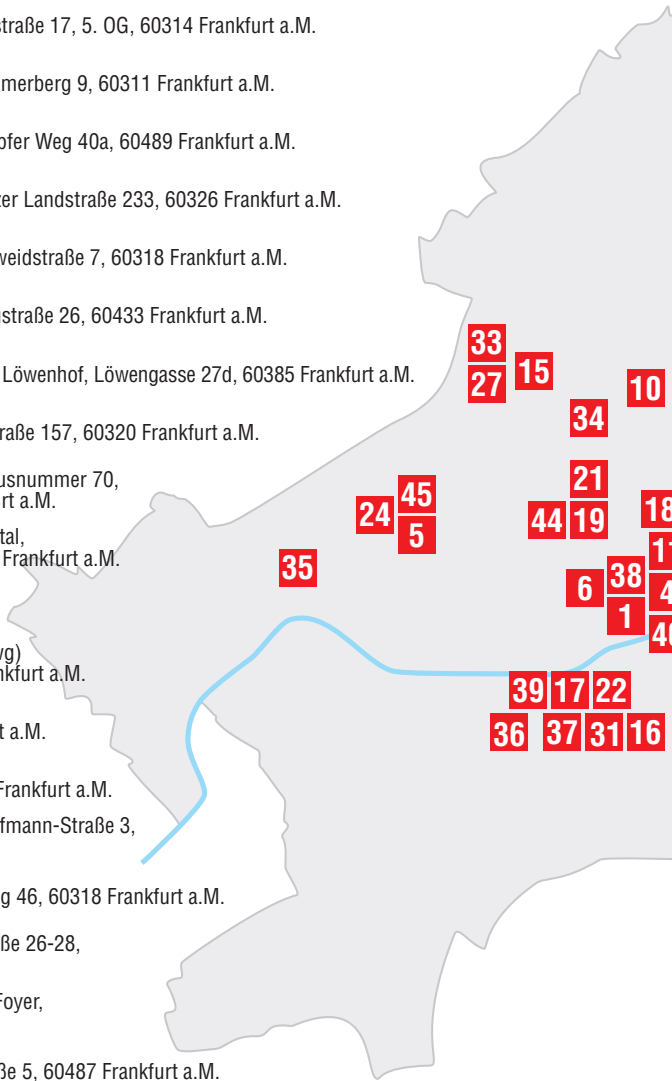 straße 17, 5. OG, 60314 Frankfurt a.M.
merberg 9, 60311 Frankfurt a.M.
pfer Weg 40a, 60489 Frankfurt a.M.
er Landstraße 233, 60326 Frankfurt a.M.
weidstraße 7, 60318 Frankfurt a.M.
straße 26, 60433 Frankfurt a.M.
Löwenhof, Löwengasse 27d, 60385 Frankfurt a.M.
raße 157, 60320 Frankfurt a.M.
usnummer 70,
rt a.M.
tal,
Frankfurt a.M.
vg)
nkfurt a.M.
t a.M.
Frankfurt a.M.
fmann-Straße 3,
g 46, 60318 Frankfurt a.M.
ße 26-28,
Foyer,
ße 5, 60487 Frankfurt a.M.
33
27
15
10
34
21
45
24
5
44
19
18
35
38
6
1
4
39
17
22
36
37
31
16